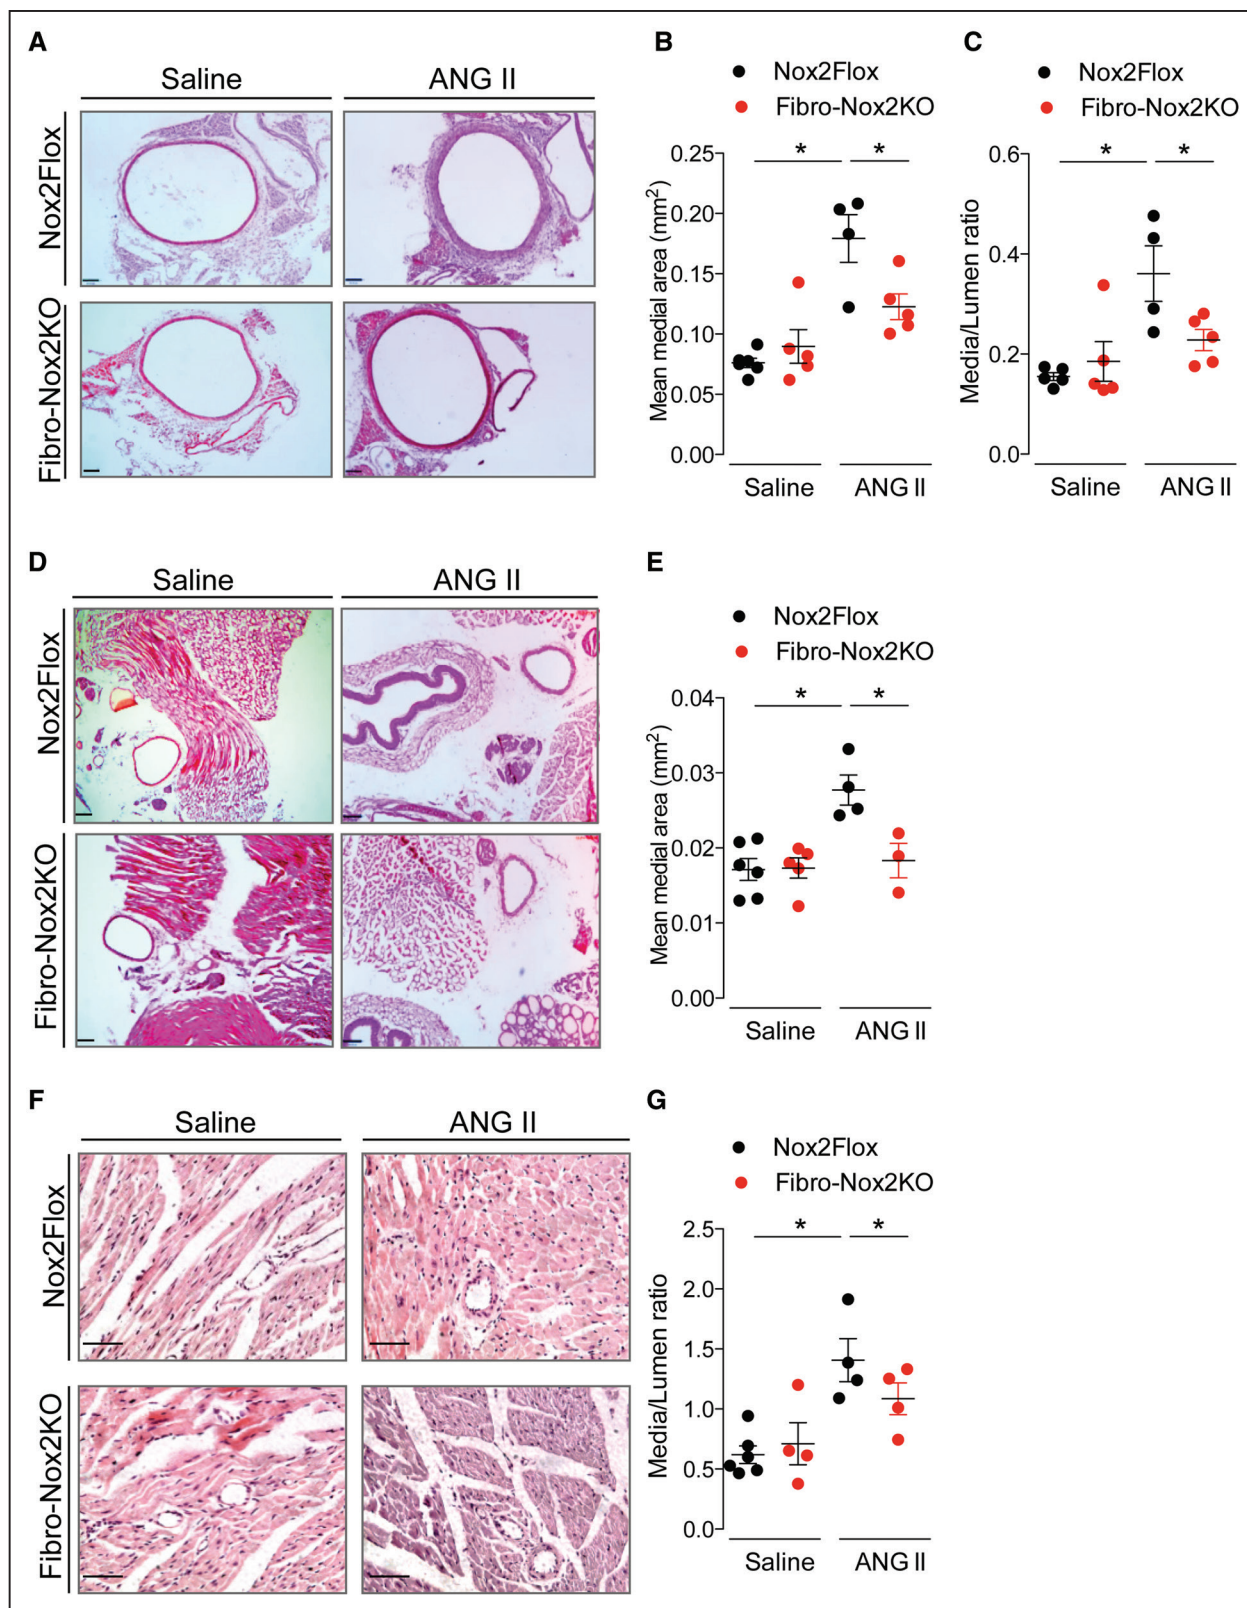 A
Saline
ANG II
Nox2Flox
Fibro-Nox2KO
B
Nox2Flox
Fibro-Nox2KO
Mean medial area (mm2)
0.25
0.20
0.15
0.10
0.05
0.00
*
*
Saline
ANG II
C
Nox2Flox
Fibro-Nox2KO
Media/Lumen ratio
0.6
0.4
0.2
0.0
*
*
Saline
ANG II
D
Saline
ANG II
Nox2Flox
Fibro-Nox2KO
E
Nox2Flox
Fibro-Nox2KO
Mean medial area (mm2)
0.04
0.03
0.02
0.01
0.00
*
*
Saline
ANG II
F
Saline
ANG II
Nox2Flox
Fibro-Nox2KO
G
Nox2Flox
Fibro-Nox2KO
Media/Lumen ratio
2.5
2.0
1.5
1.0
0.5
0.0
*
*
Saline
ANG II